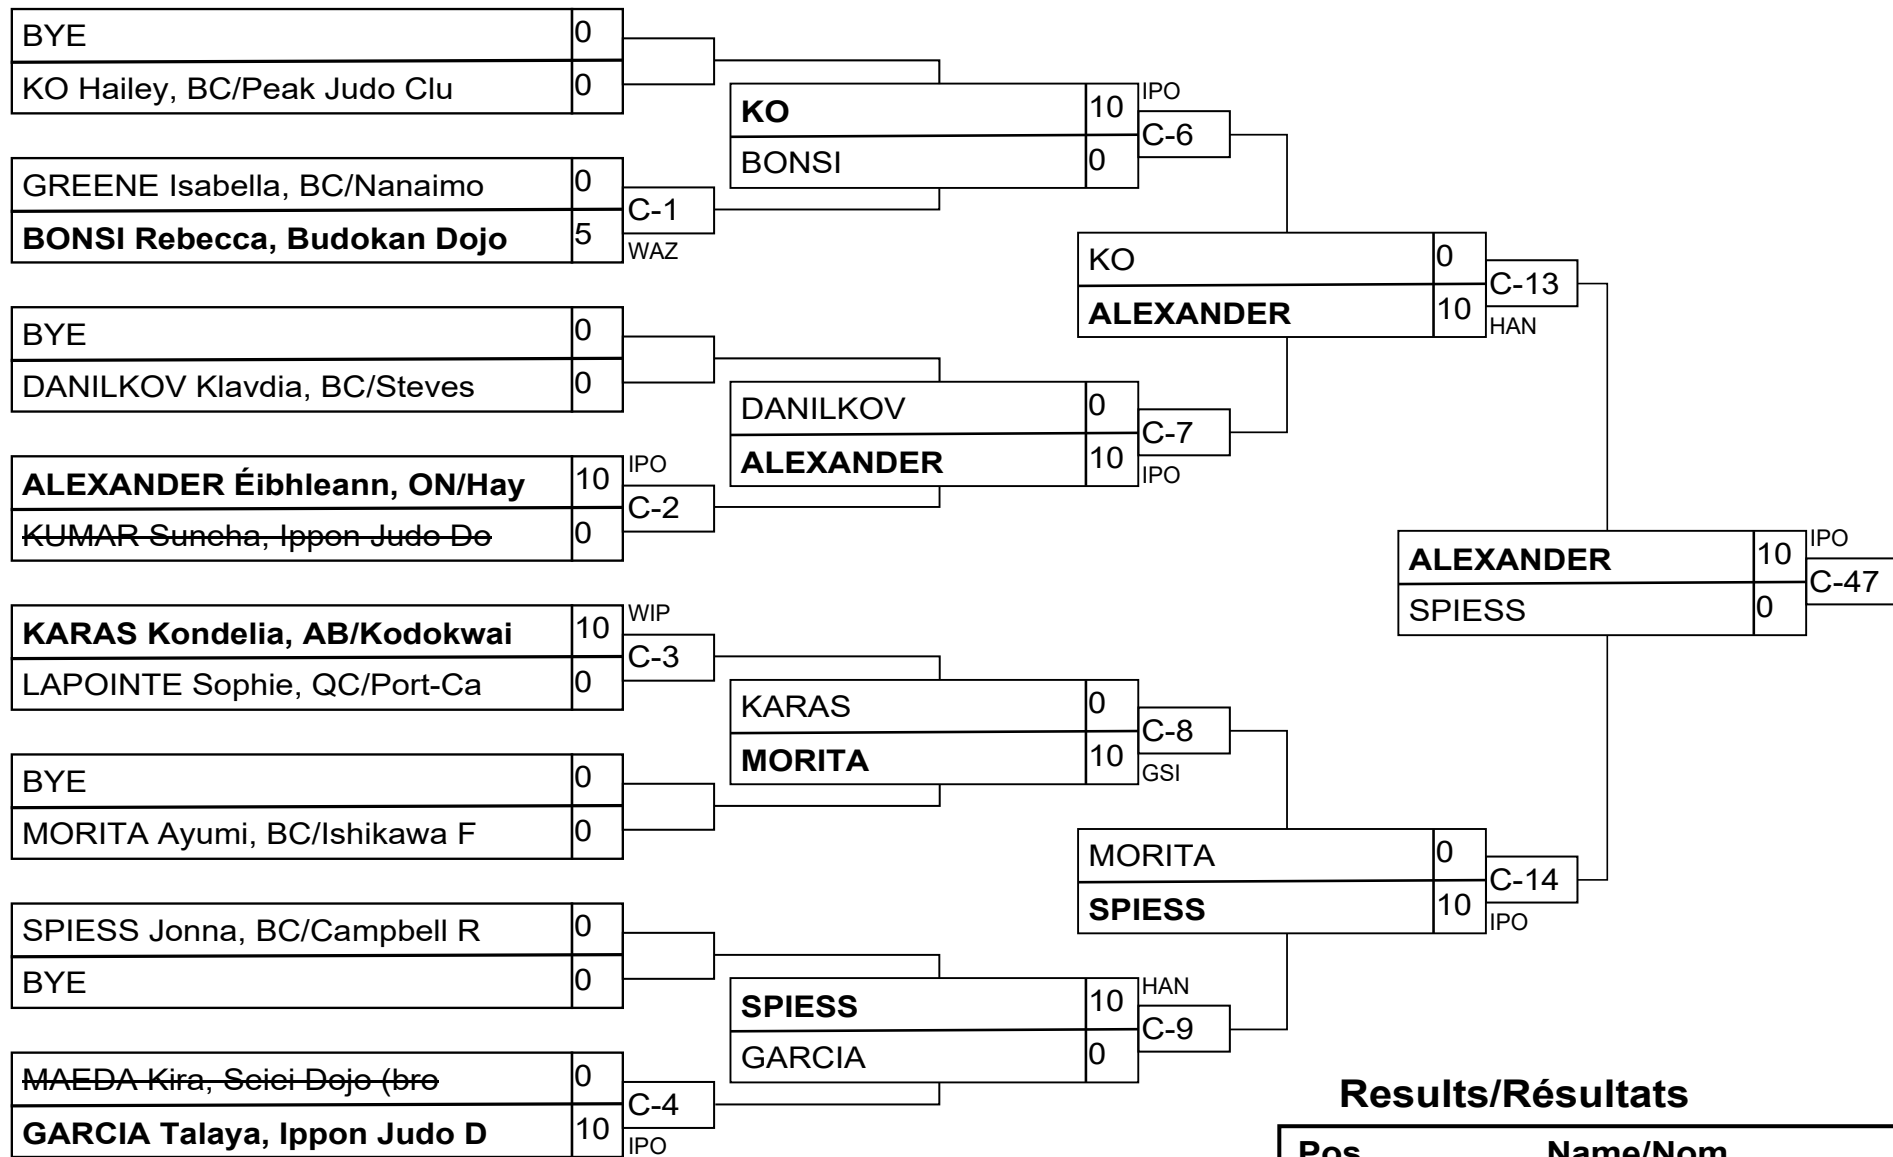 BYE 0
KO Hailey, BC/Peak Judo Clu 0
GREENE Isabella, BC/Nanaimo 0
BONSI Rebecca, Budokan Dojo 5
C-1
WAZ
BYE 0
DANILKOV Klavdia, BC/Steves 0
ALEXANDER Éibhleann, ON/Hay 10
IPO
C-2
KUMAR Suneha, Ippon Judo Do 0
KARAS Kondelia, AB/Kodokwai 10
WIP
C-3
LAPOINTE Sophie, QC/Port-Ca 0
BYE 0
MORITA Ayumi, BC/Ishikawa F 0
SPIESS Jonna, BC/Campbell R 0
BYE 0
MAEDA Kira, Seiei Dojo (bro 0
C-4
GARCIA Talaya, Ippon Judo D 10
IPO
KO 10
IPO
C-6
BONSI 0
DANILKOV 0
C-7
ALEXANDER 10
IPO
KARAS 0
C-8
MORITA 10
GSI
SPIESS 10
HAN
C-9
GARCIA 0
KO 0
C-13
ALEXANDER 10
HAN
MORITA 0
C-14
SPIESS 10
IPO
ALEXANDER 10
IPO
C-47
SPIESS 0
Results/Résultats
Pos Name/Nom